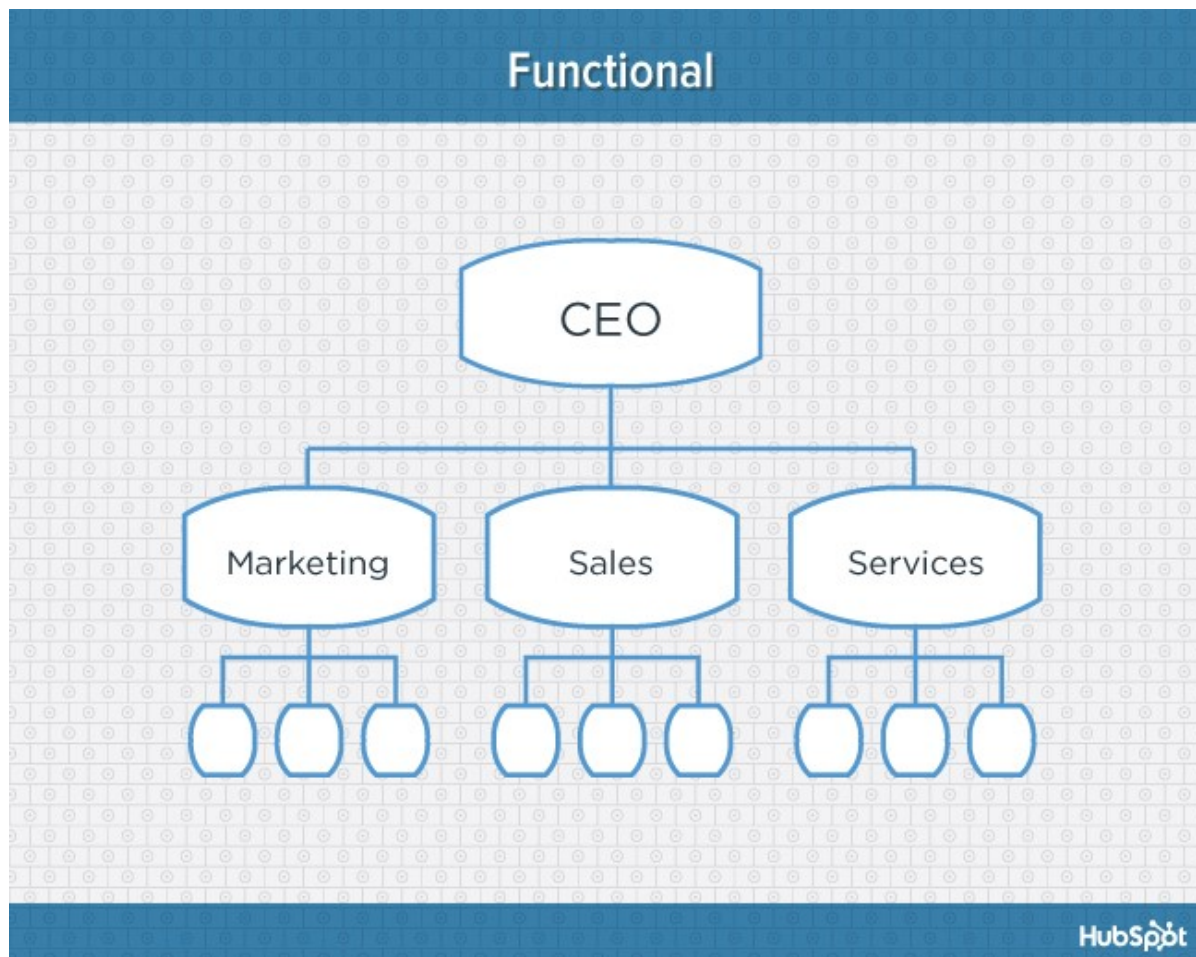 Functional
CEO
Marketing
Sales
Services
HubSpot